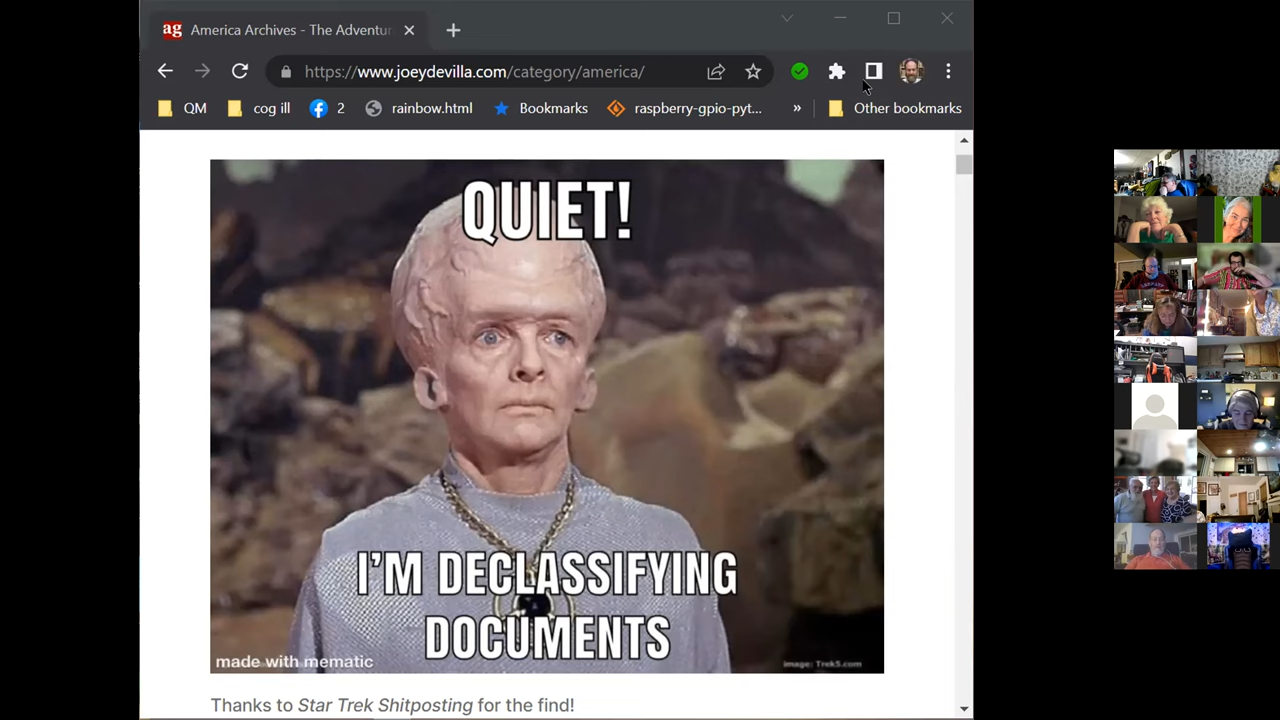 ag America Archives - The Adventur
https://www.joeydevilla.com/category/america/
QM cog ill 2 rainbow.html Bookmarks raspberry-gpio-pyt... » Other bookmarks
QUIET!
I'M DECLASSIFYING
DOCUMENTS
made with mematic
image: Trek5.com
Thanks to Star Trek Shitposting for the find!